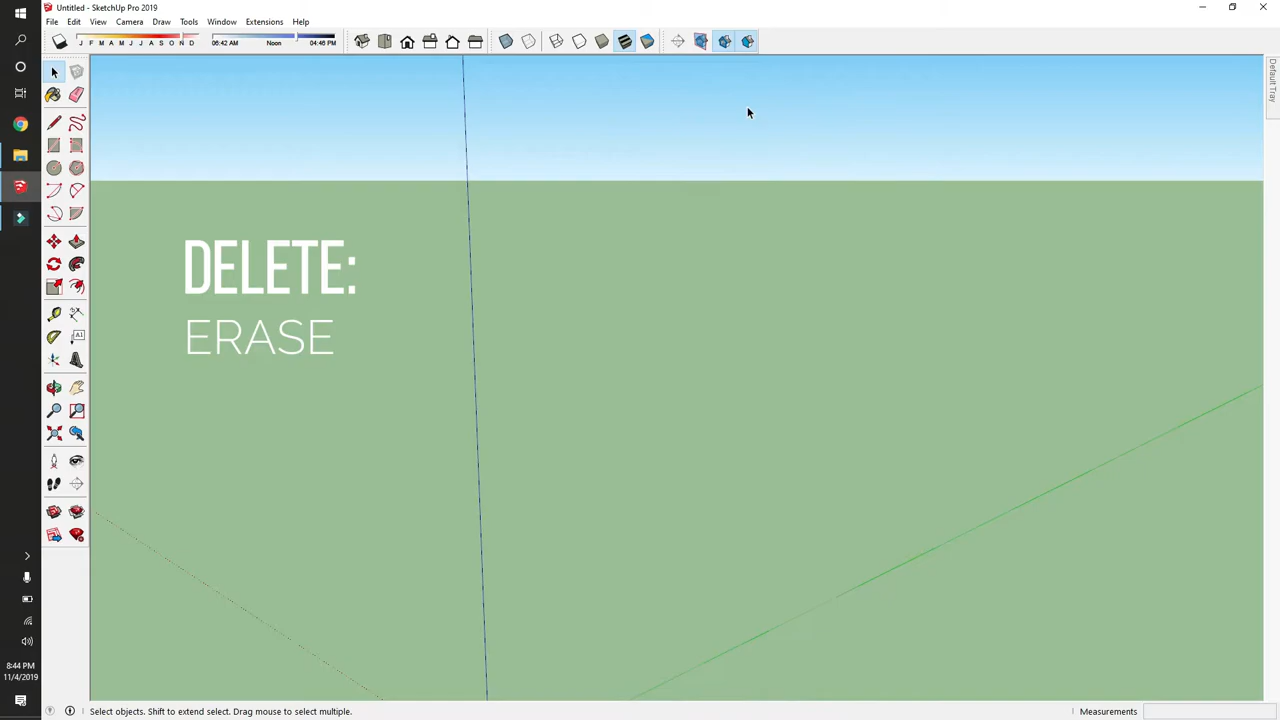 Untitled - SketchUp Pro 2019
File Edit View Camera Draw Tools Window Extensions Help
J F M A M J J A S O N D 06:42 AM Noon 04:46 PM
Default Tray
DELETE:
ERASE
A1
8:44 PM
11/4/2019
Select objects. Shift to extend select. Drag mouse to select multiple.
Measurements